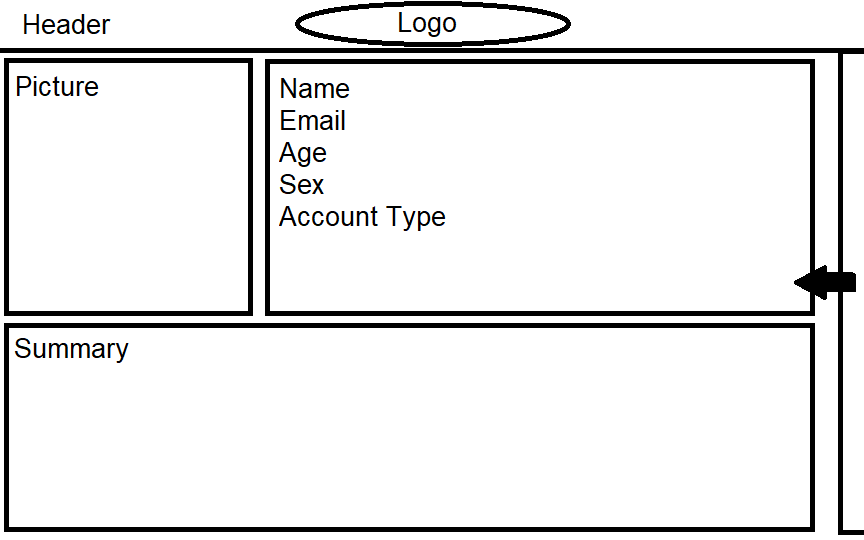 Header
Logo
Picture
Name
Email
Age
Sex
Account Type
Summary